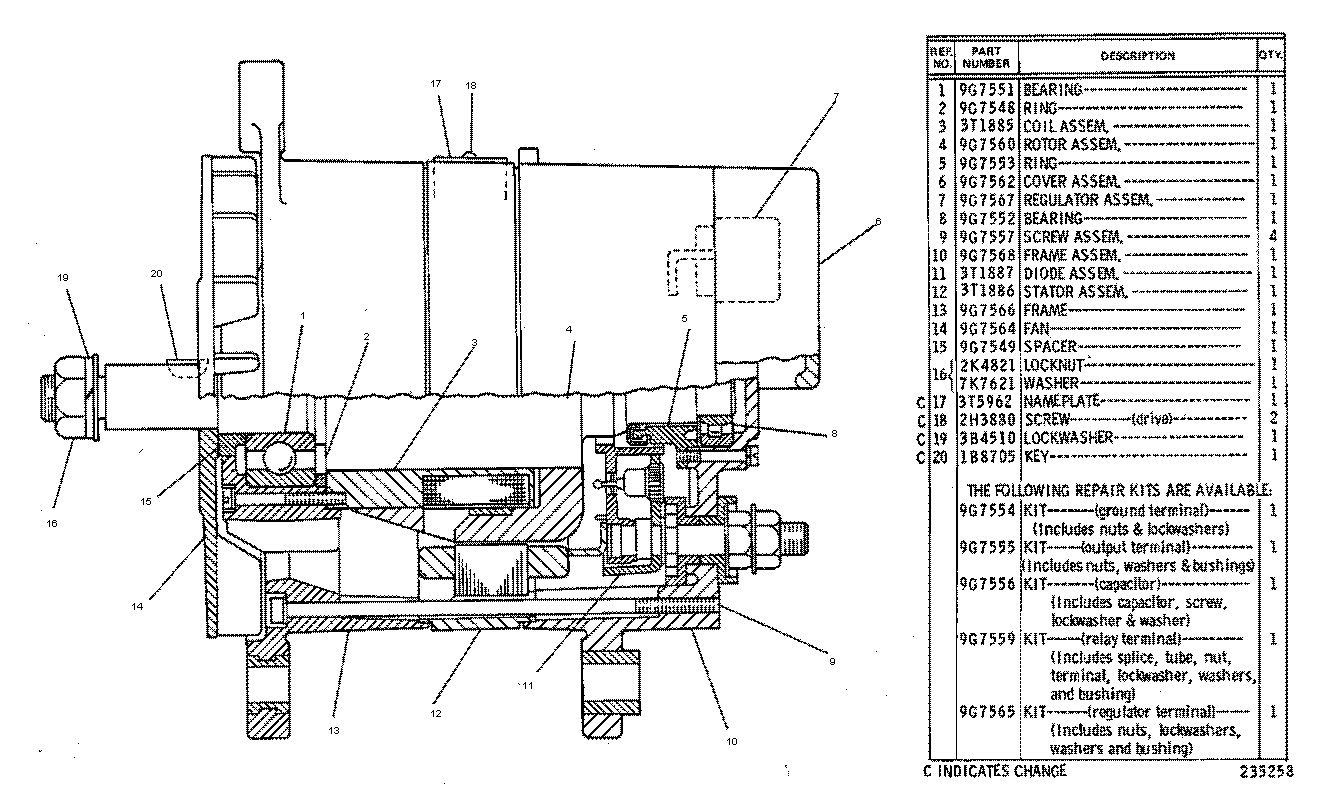 17
18
7
6
19
20
1
2
3
4
5
8
15
16
14
11
9
13
12
10
REF. NO. PART NUMBER DESCRIPTION QTY.
1 9G7551 BEARING 1
2 9G7548 RING 1
3 3T1885 COIL ASSEM. 1
4 9G7560 ROTOR ASSEM. 1
5 9G7553 RING 1
6 9G7562 COVER ASSEM. 1
7 9G7567 REGULATOR ASSEM. 1
8 9G7552 BEARING 1
9 9G7557 SCREW ASSEM. 4
10 9G7568 FRAME ASSEM. 1
11 3T1887 DIODE ASSEM. 1
12 3T1886 STATOR ASSEM. 1
13 9G7566 FRAME 1
14 9G7564 FAN 1
15 9G7549 SPACER 1
16 2K4821 LOCKNUT 1
7K7621 WASHER 1
C 17 3T5962 NAMEPLATE 1
C 18 2H3880 SCREW (drive) 2
C 19 3B4510 LOCKWASHER 1
C 20 1B8705 KEY 1
THE FOLLOWING REPAIR KITS ARE AVAILABLE:
9G7554 KIT (ground terminal) 1
(Includes nuts & lockwashers)
9G7555 KIT (output terminal) 1
(Includes nuts, washers & bushings)
9G7556 KIT (capacitor) 1
(Includes capacitor, screw,
lockwasher & washer)
9G7559 KIT (relay terminal) 1
(Includes splice, tube, nut,
terminal, lockwasher, washers,
and bushing)
9G7565 KIT (regulator terminal) 1
(Includes nuts, lockwashers,
washers and bushing)
C INDICATES CHANGE 235258